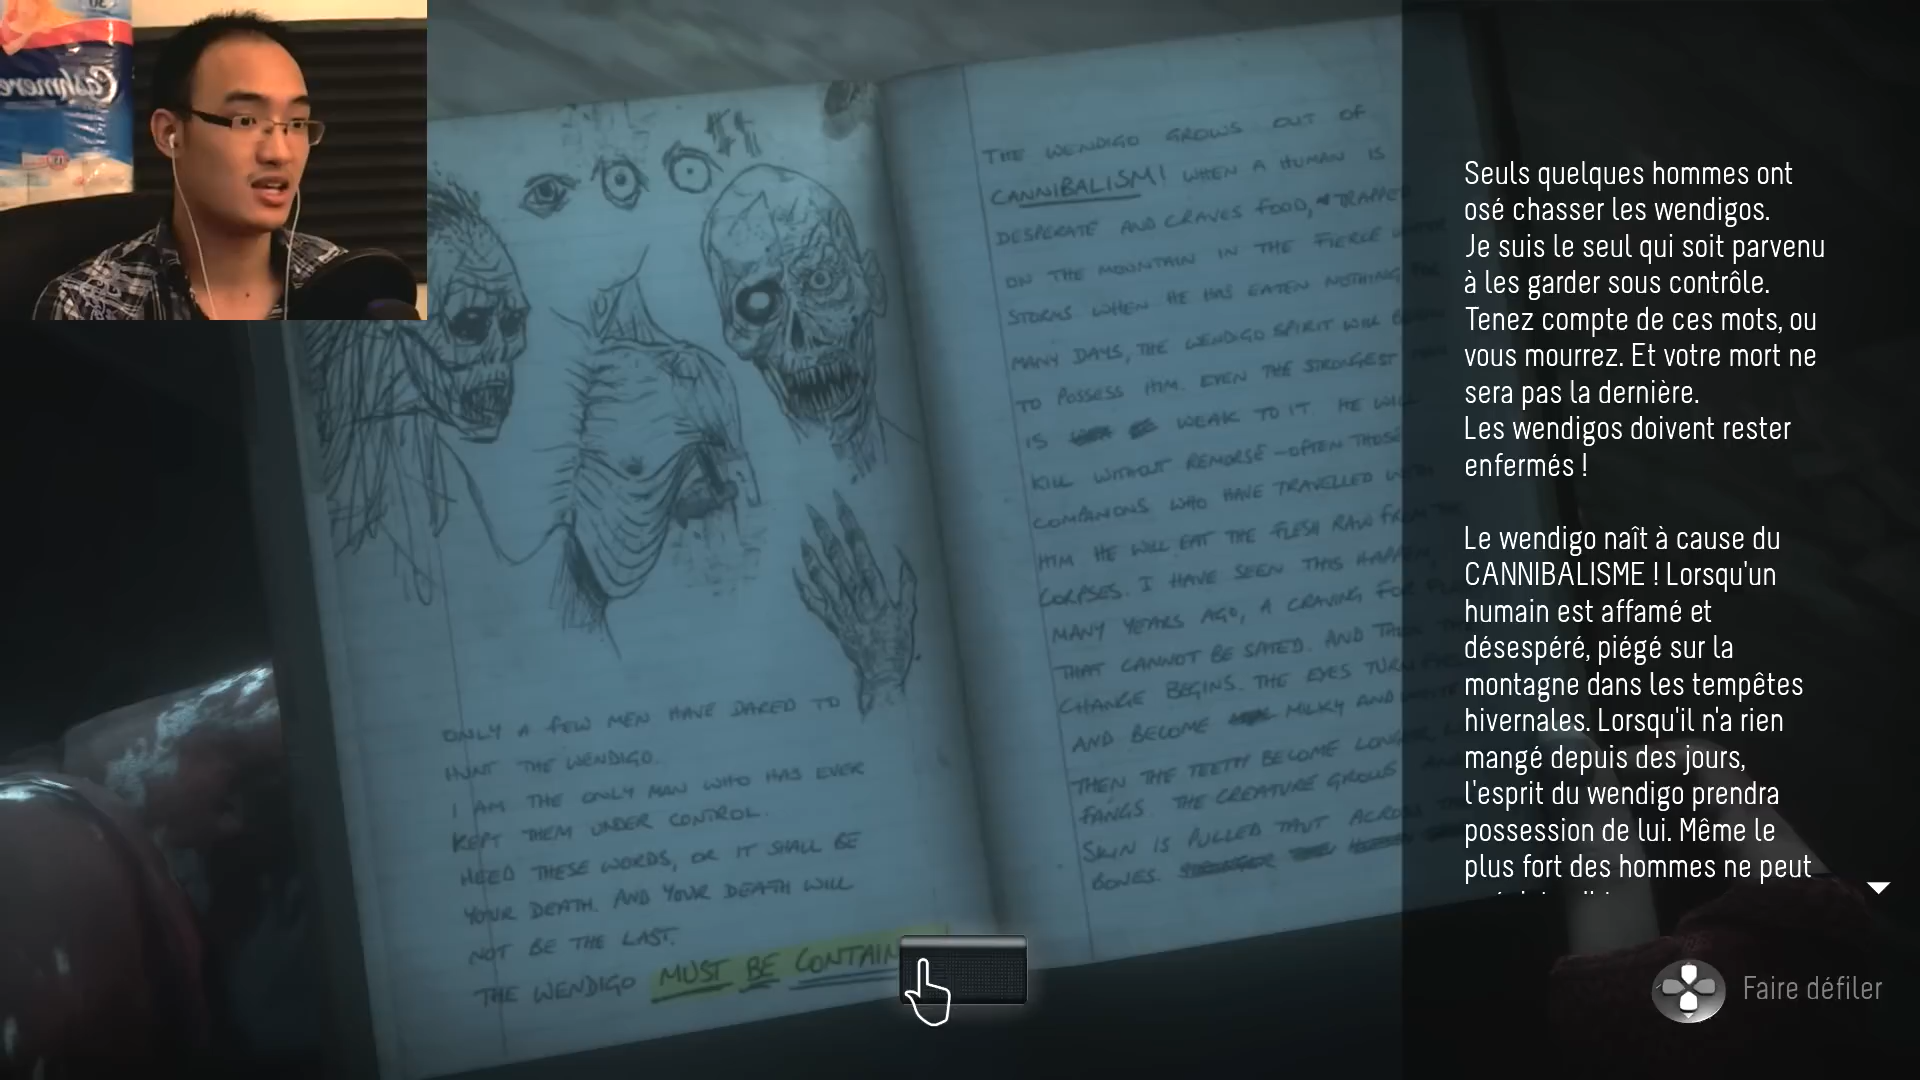 Cashmere
ONLY A FEW MEN HAVE DARED TO
HUNT THE WENDIGO.
I AM THE ONLY MAN WHO HAS EVER
KEPT THEM UNDER CONTROL.
HEED THESE WORDS, OR IT SHALL BE
YOUR DEATH. AND YOUR DEATH WILL
NOT BE THE LAST.
THE WENDIGO MUST BE
THE WENDIGO GROWS OUT OF
CANNIBALISM! WHEN A HUMAN IS
DESPERATE AND CRAVES FOOD, TRAPPED
ON THE MOUNTAIN IN THE FIERCE
STORMS WHEN HE HAS EATEN NOTHING
MANY DAYS, THE WENDIGO SPIRIT WILL
TO POSSESS HIM. EVEN THE STRONGEST
IS WEAK TO IT HE WILL
KILL WITHOUT REMORSE - OFTEN THOSE
COMPANIONS WHO HAVE TRAVELLED
HIM HE WILL EAT THE FLESH RAW FROM
CORPSES. I HAVE SEEN THIS HAPPEN
MANY YEARS AGO, A CRAVING FOR
THAT CANNOT BE SATED. AND THEN
CHANGE BEGINS. THE EYES TURN
AND BECOME MILKY AND
THEN THE TEETH BECOME LONGER,
FANGS. THE CREATURE GROWS
SKIN IS PULLED TAUT ACROSS
BONES.
Seuls quelques hommes ont
osé chasser les wendigos.
Je suis le seul qui soit parvenu
à les garder sous contrôle.
Tenez compte de ces mots, ou
vous mourrez. Et votre mort ne
sera pas la dernière.
Les wendigos doivent rester
enfermés !
Le wendigo naît à cause du
CANNIBALISME ! Lorsqu'un
humain est affamé et
désespéré, piégé sur la
montagne dans les tempêtes
hivernales. Lorsqu'il n'a rien
mangé depuis des jours,
l'esprit du wendigo prendra
possession de lui. Même le
plus fort des hommes ne peut
Faire défiler